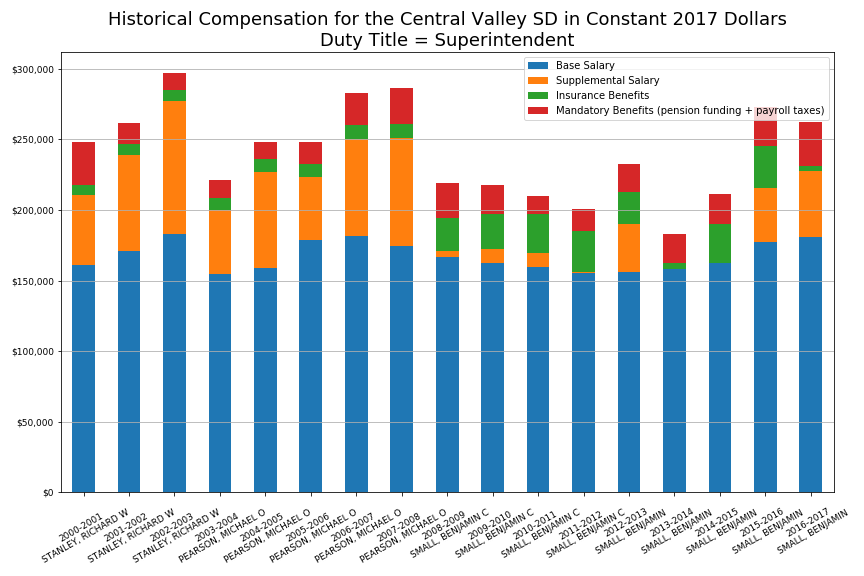 Historical Compensation for the Central Valley SD in Constant 2017 Dollars
Duty Title = Superintendent
Base Salary
Supplemental Salary
Insurance Benefits
Mandatory Benefits (pension funding + payroll taxes)
$300,000
$250,000
$200,000
$150,000
$100,000
$50,000
$0
2000-2001
STANLEY, RICHARD W
2001-2002
STANLEY, RICHARD W
2002-2003
STANLEY, RICHARD W
2003-2004
PEARSON, MICHAEL O
2004-2005
PEARSON, MICHAEL O
2005-2006
PEARSON, MICHAEL O
2006-2007
PEARSON, MICHAEL O
2007-2008
PEARSON, MICHAEL O
2008-2009
SMALL, BENJAMIN C
2009-2010
SMALL, BENJAMIN C
2010-2011
SMALL, BENJAMIN C
2011-2012
SMALL, BENJAMIN C
2012-2013
SMALL, BENJAMIN
2013-2014
SMALL, BENJAMIN
2014-2015
SMALL, BENJAMIN
2015-2016
SMALL, BENJAMIN
2016-2017
SMALL, BENJAMIN